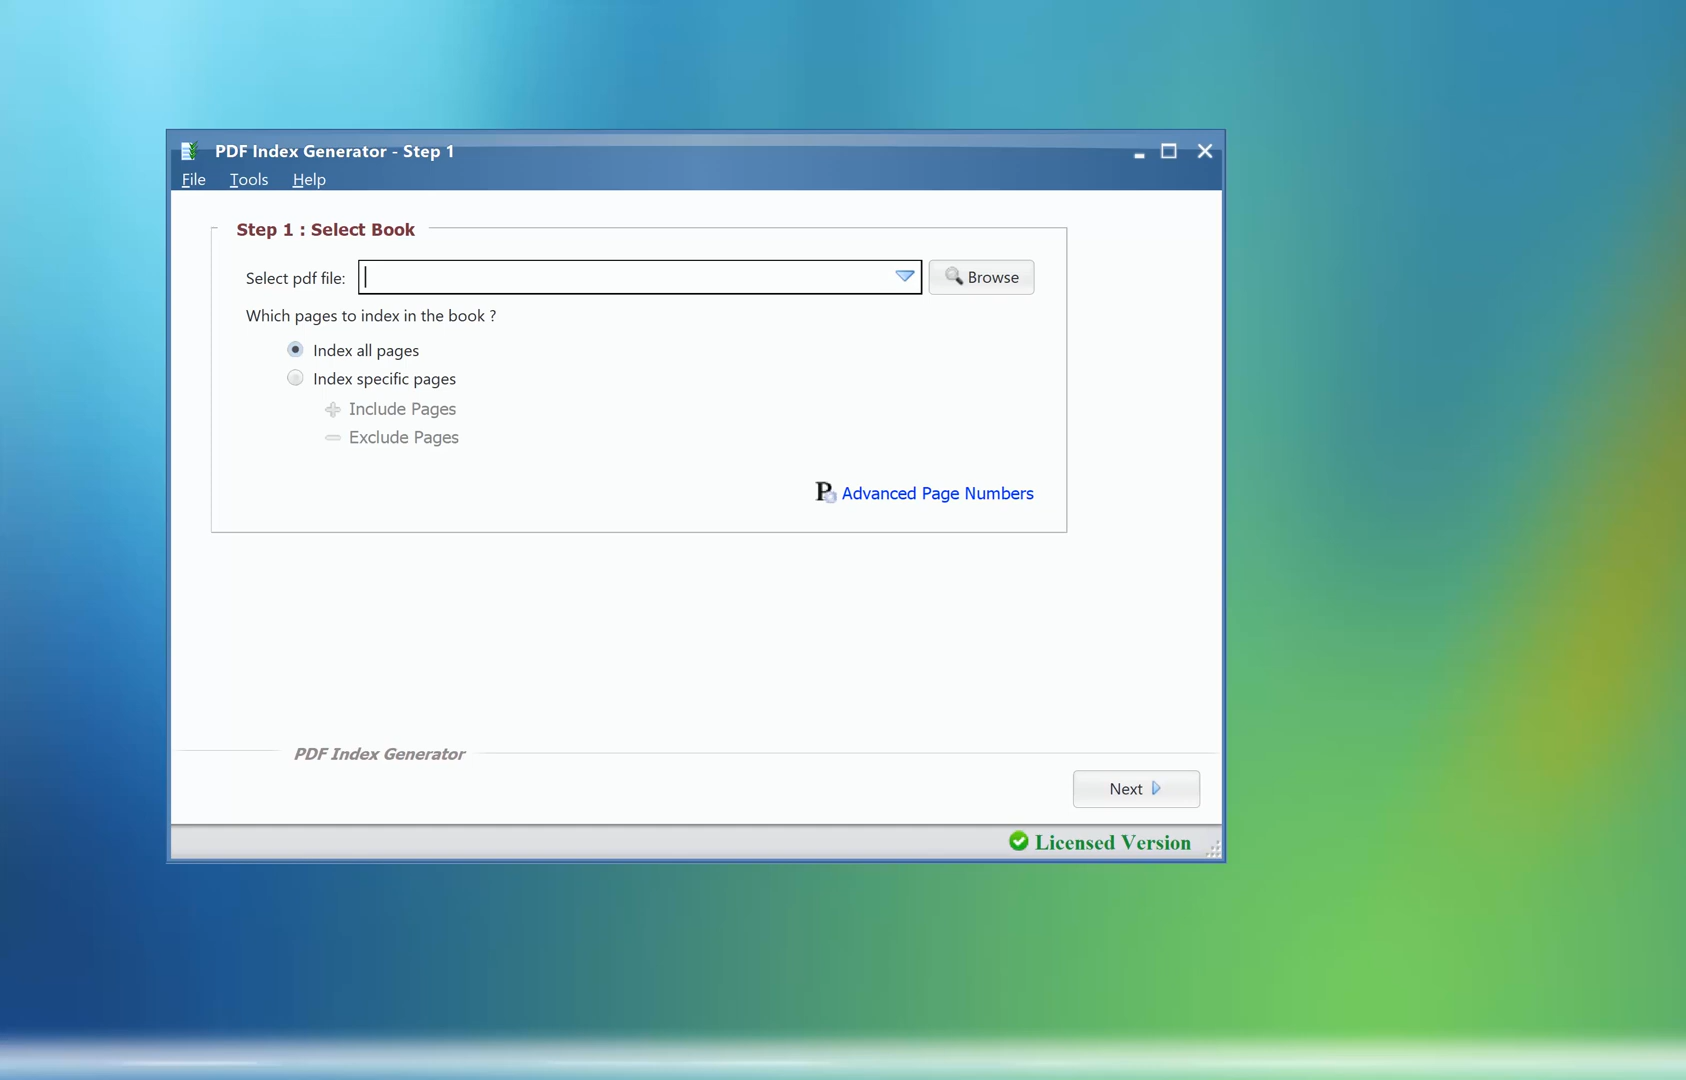 PDF Index Generator - Step 1
File Tools Help
Step 1 : Select Book
Select pdf file:
Browse
Which pages to index in the book ?
Index all pages
Index specific pages
Include Pages
Exclude Pages
P Advanced Page Numbers
PDF Index Generator
Next
Licensed Version